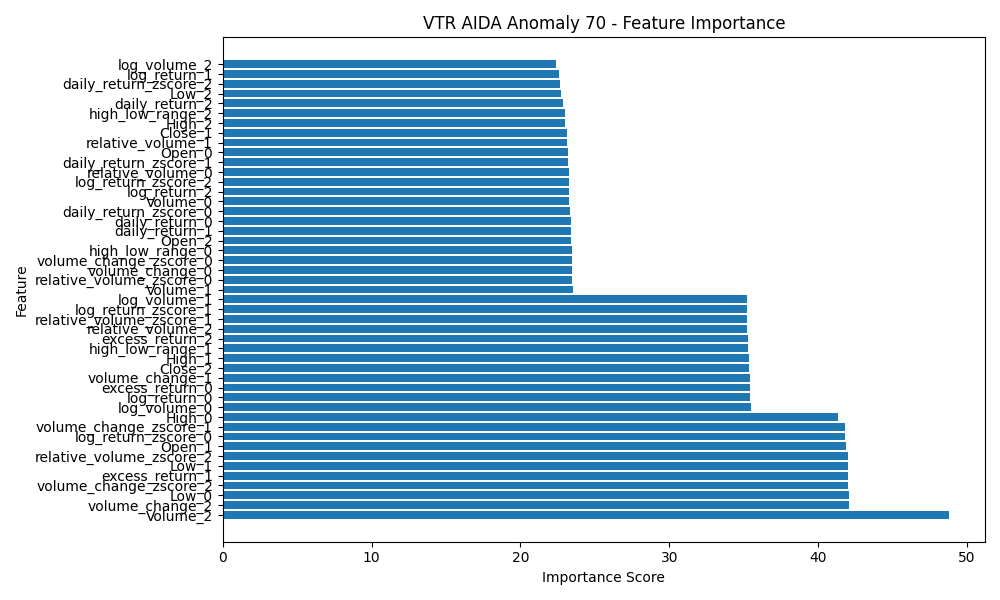 VTR AIDA Anomaly 70 - Feature Importance
log_volume_2
log_return_1
daily_return_zscore_2
Low_2
daily_return_2
high_low_range_2
High_2
Close_1
relative_volume_1
Open_0
daily_return_zscore_1
relative_volume_0
log_return_zscore_2
log_return_2
Volume_0
daily_return_zscore_0
daily_return_0
daily_return_1
Open_2
high_low_range_0
volume_change_zscore_0
volume_change_0
relative_volume_zscore_0
Volume_1
log_volume_1
log_return_zscore_1
relative_volume_zscore_1
relative_volume_2
excess_return_2
high_low_range_1
High_1
Close_2
volume_change_1
excess_return_0
log_return_0
log_volume_0
High_0
volume_change_zscore_1
log_return_zscore_0
Open_1
relative_volume_zscore_2
Low_1
excess_return_1
volume_change_zscore_2
Low_0
volume_change_2
Volume_2
Feature
0 10 20 30 40 50
Importance Score